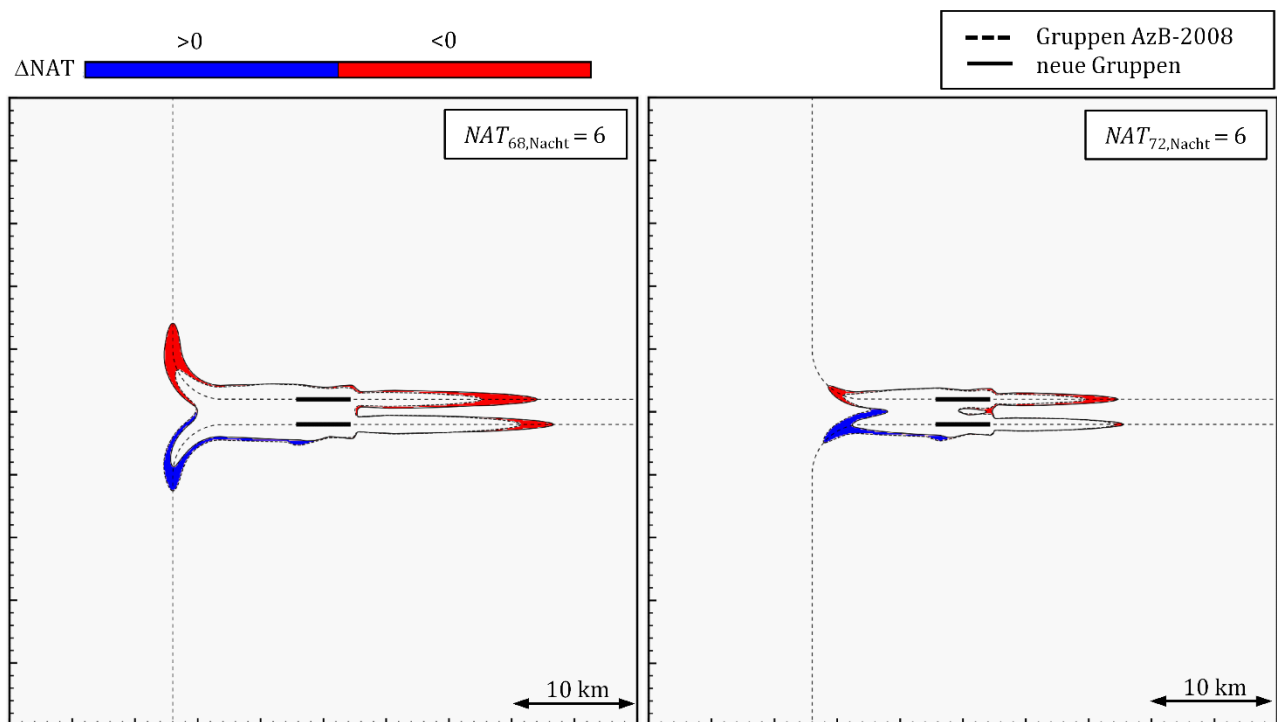 >0 <0
ΔNAT
Gruppen AzB-2008
neue Gruppen
NAT68,Nacht = 6
NAT72,Nacht = 6
10 km
10 km